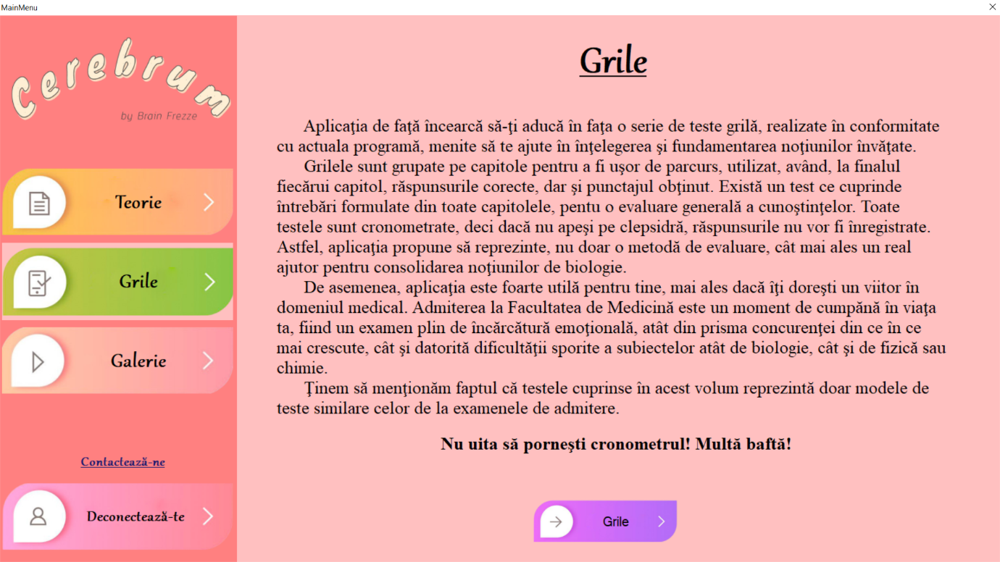 MainMenu
Cerebrum
by Brain Frezze
Teorie
Grile
Galerie
Contactează-ne
Deconectează-te
Grile
Aplicaţia de faţă încearcă să-ţi aducă în faţa o serie de teste grilă, realizate în conformitate
cu actuala programă, menite să te ajute în înţelegerea şi fundamentarea noţiunilor învăţate.
Grilele sunt grupate pe capitole pentru a fi uşor de parcurs, utilizat, având, la finalul
fiecărui capitol, răspunsurile corecte, dar şi punctajul obţinut. Există un test ce cuprinde
întrebări formulate din toate capitolele, pentu o evaluare generală a cunoştinţelor. Toate
testele sunt cronometrate, deci dacă nu apeşi pe clepsidră, răspunsurile nu vor fi înregistrate.
Astfel, aplicaţia propune să reprezinte, nu doar o metodă de evaluare, cât mai ales un real
ajutor pentru consolidarea noţiunilor de biologie.
De asemenea, aplicaţia este foarte utilă pentru tine, mai ales dacă îţi doreşti un viitor în
domeniul medical. Admiterea la Facultatea de Medicină este un moment de cumpănă în viaţa
ta, fiind un examen plin de încărcătură emoţională, atât din prisma concurenţei din ce în ce
mai crescute, cât şi datorită dificultăţii sporite a subiectelor atât de biologie, cât şi de fizică sau
chimie.
Ţinem să menţionăm faptul că testele cuprinse în acest volum reprezintă doar modele de
teste similare celor de la examenele de admitere.
Nu uita să porneşti cronometrul! Multă baftă!
Grile